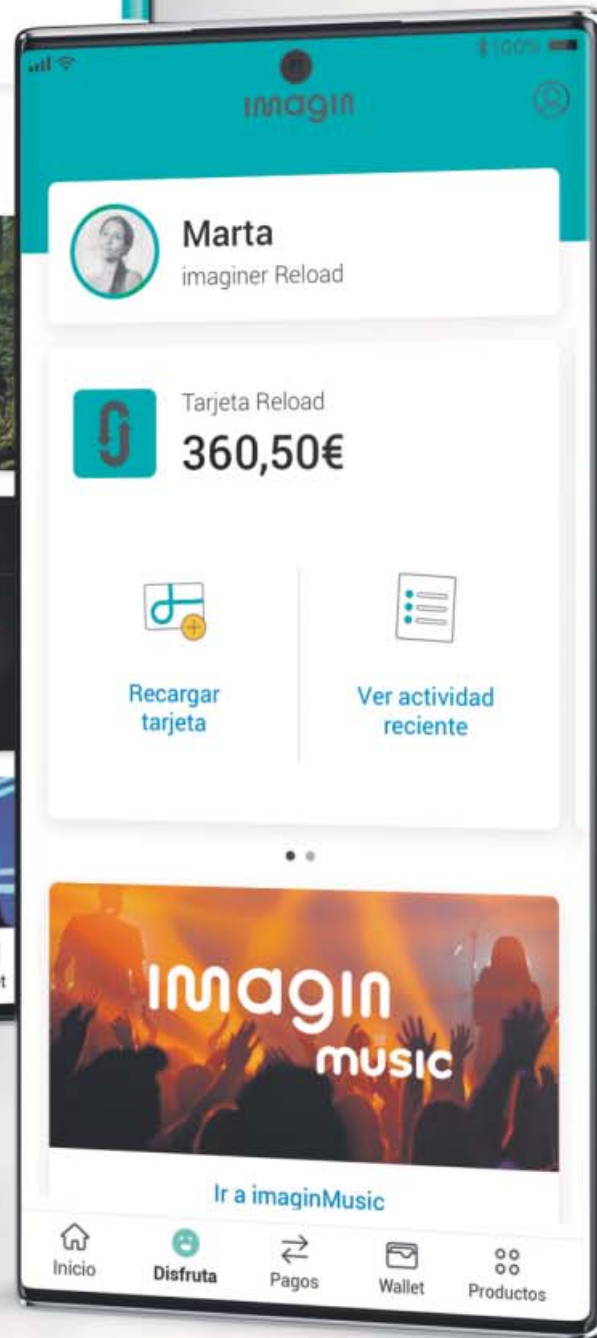 100%
imagin
Marta
imaginer Reload
Tarjeta Reload
360,50€
Recargar
tarjeta
Ver actividad
reciente
imagin
music
Ir a imaginMusic
Inicio
Disfruta
Pagos
Wallet
Productos